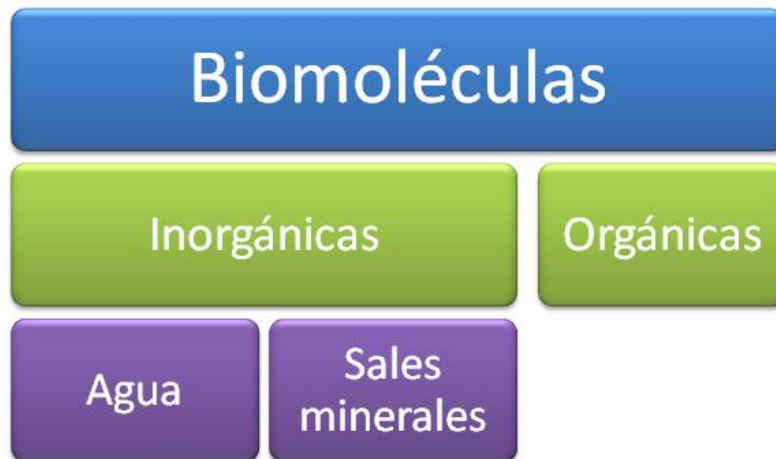 Biomoléculas
Inorgánicas
Orgánicas
Agua
Sales
minerales